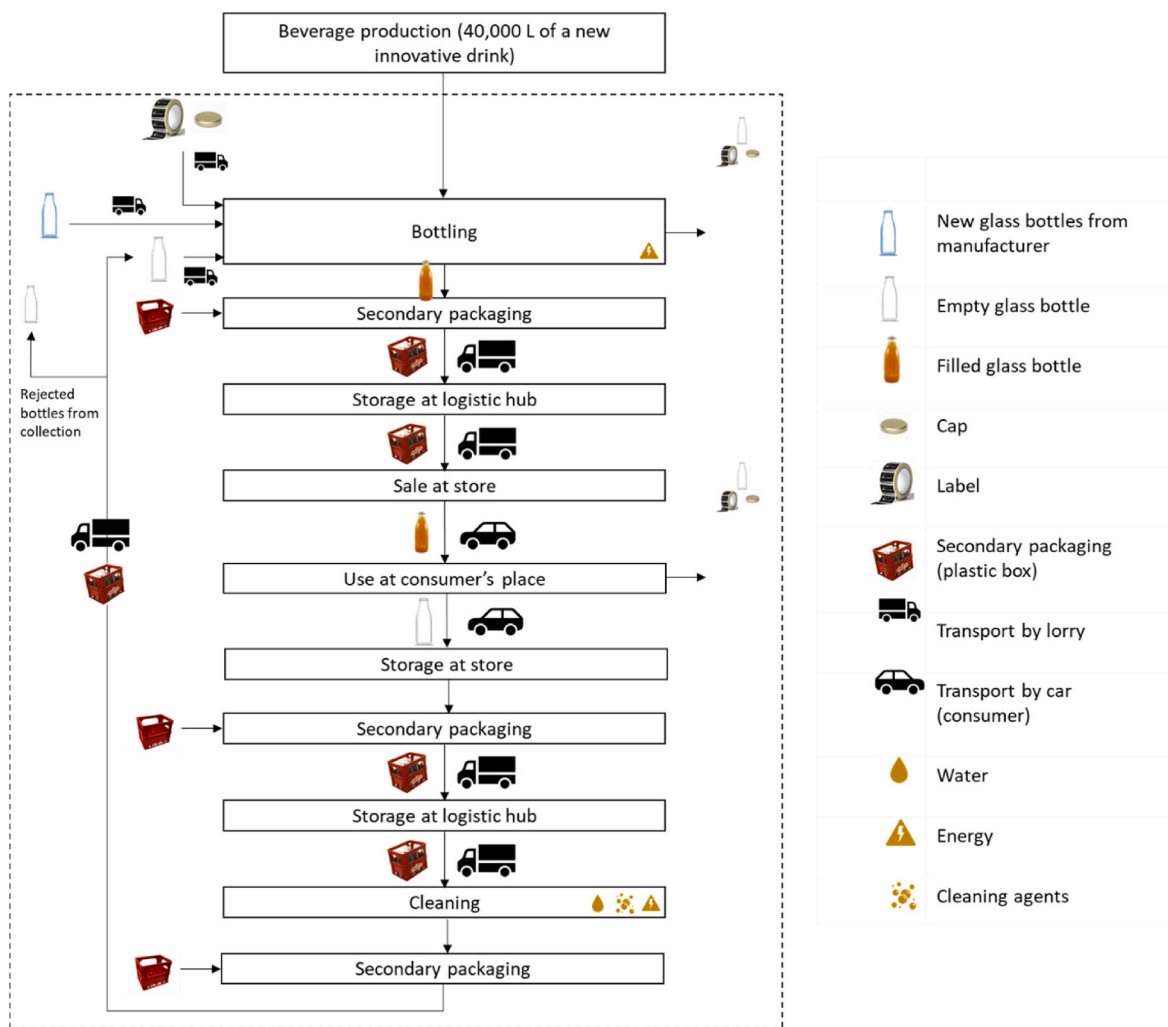 Beverage production (40,000 L of a new
innovative drink)
Bottling
Secondary packaging
Storage at logistic hub
Rejected
bottles from
collection
Sale at store
Use at consumer's place
Storage at store
Secondary packaging
Storage at logistic hub
Cleaning
Secondary packaging
New glass bottles from
manufacturer
Empty glass bottle
Filled glass bottle
Cap
Label
Secondary packaging
(plastic box)
Transport by lorry
Transport by car
(consumer)
Water
Energy
Cleaning agents